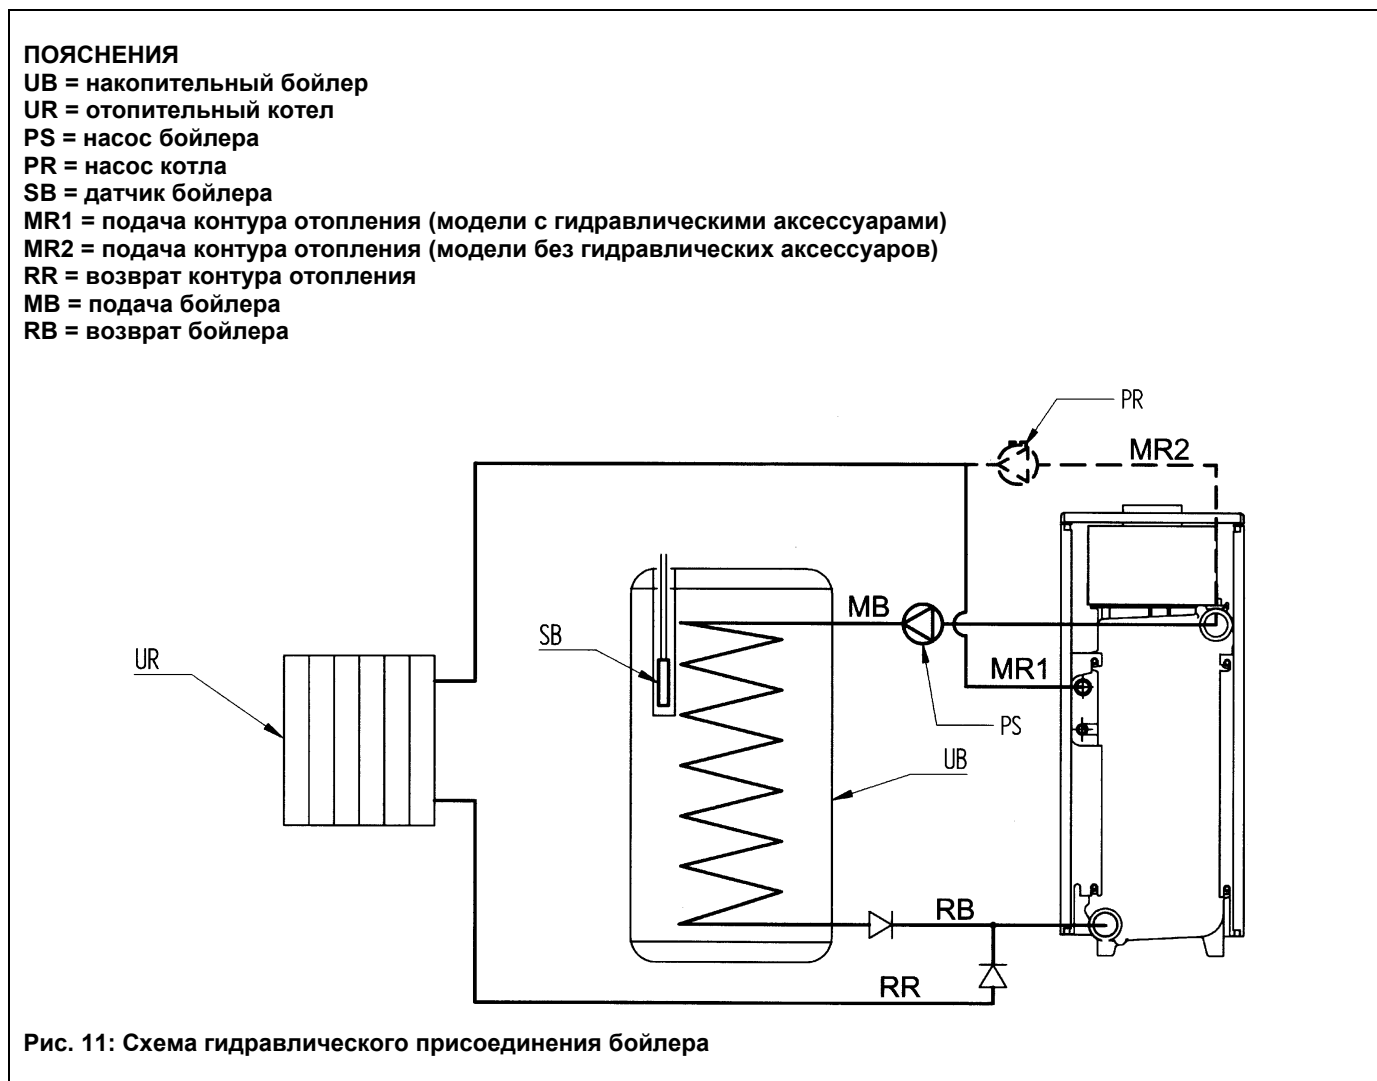 ПОЯСНЕНИЯ
UB = накопительный бойлер
UR = отопительный котел
PS = насос бойлера
PR = насос котла
SB = датчик бойлера
MR1 = подача контура отопления (модели с гидравлическими аксессуарами)
MR2 = подача контура отопления (модели без гидравлических аксессуаров)
RR = возврат контура отопления
MB = подача бойлера
RB = возврат бойлера
PR
MR2
MB
SB
UR
MR1
PS
UB
RB
RR
Рис. 11: Схема гидравлического присоединения бойлера